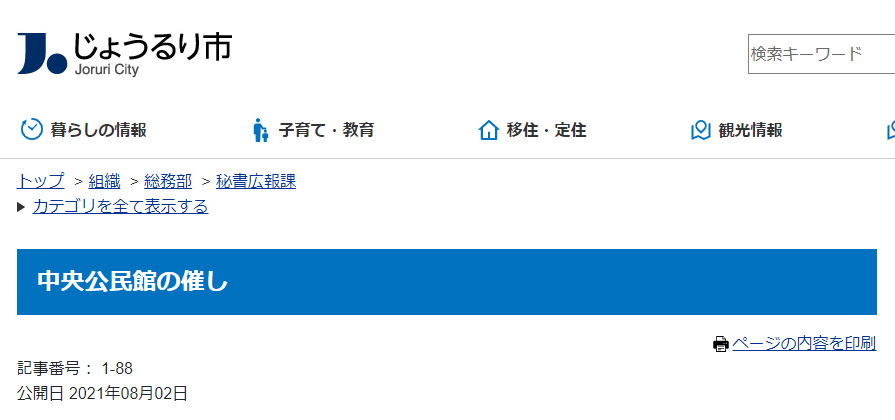 じょうるり市
Joruri City
検索キーワード
暮らしの情報 子育て・教育 移住・定住 観光情報
トップ > 組織 > 総務部 > 秘書広報課
カテゴリを全て表示する
中央公民館の催し
ページの内容を印刷
記事番号： 1-88
公開日 2021年08月02日